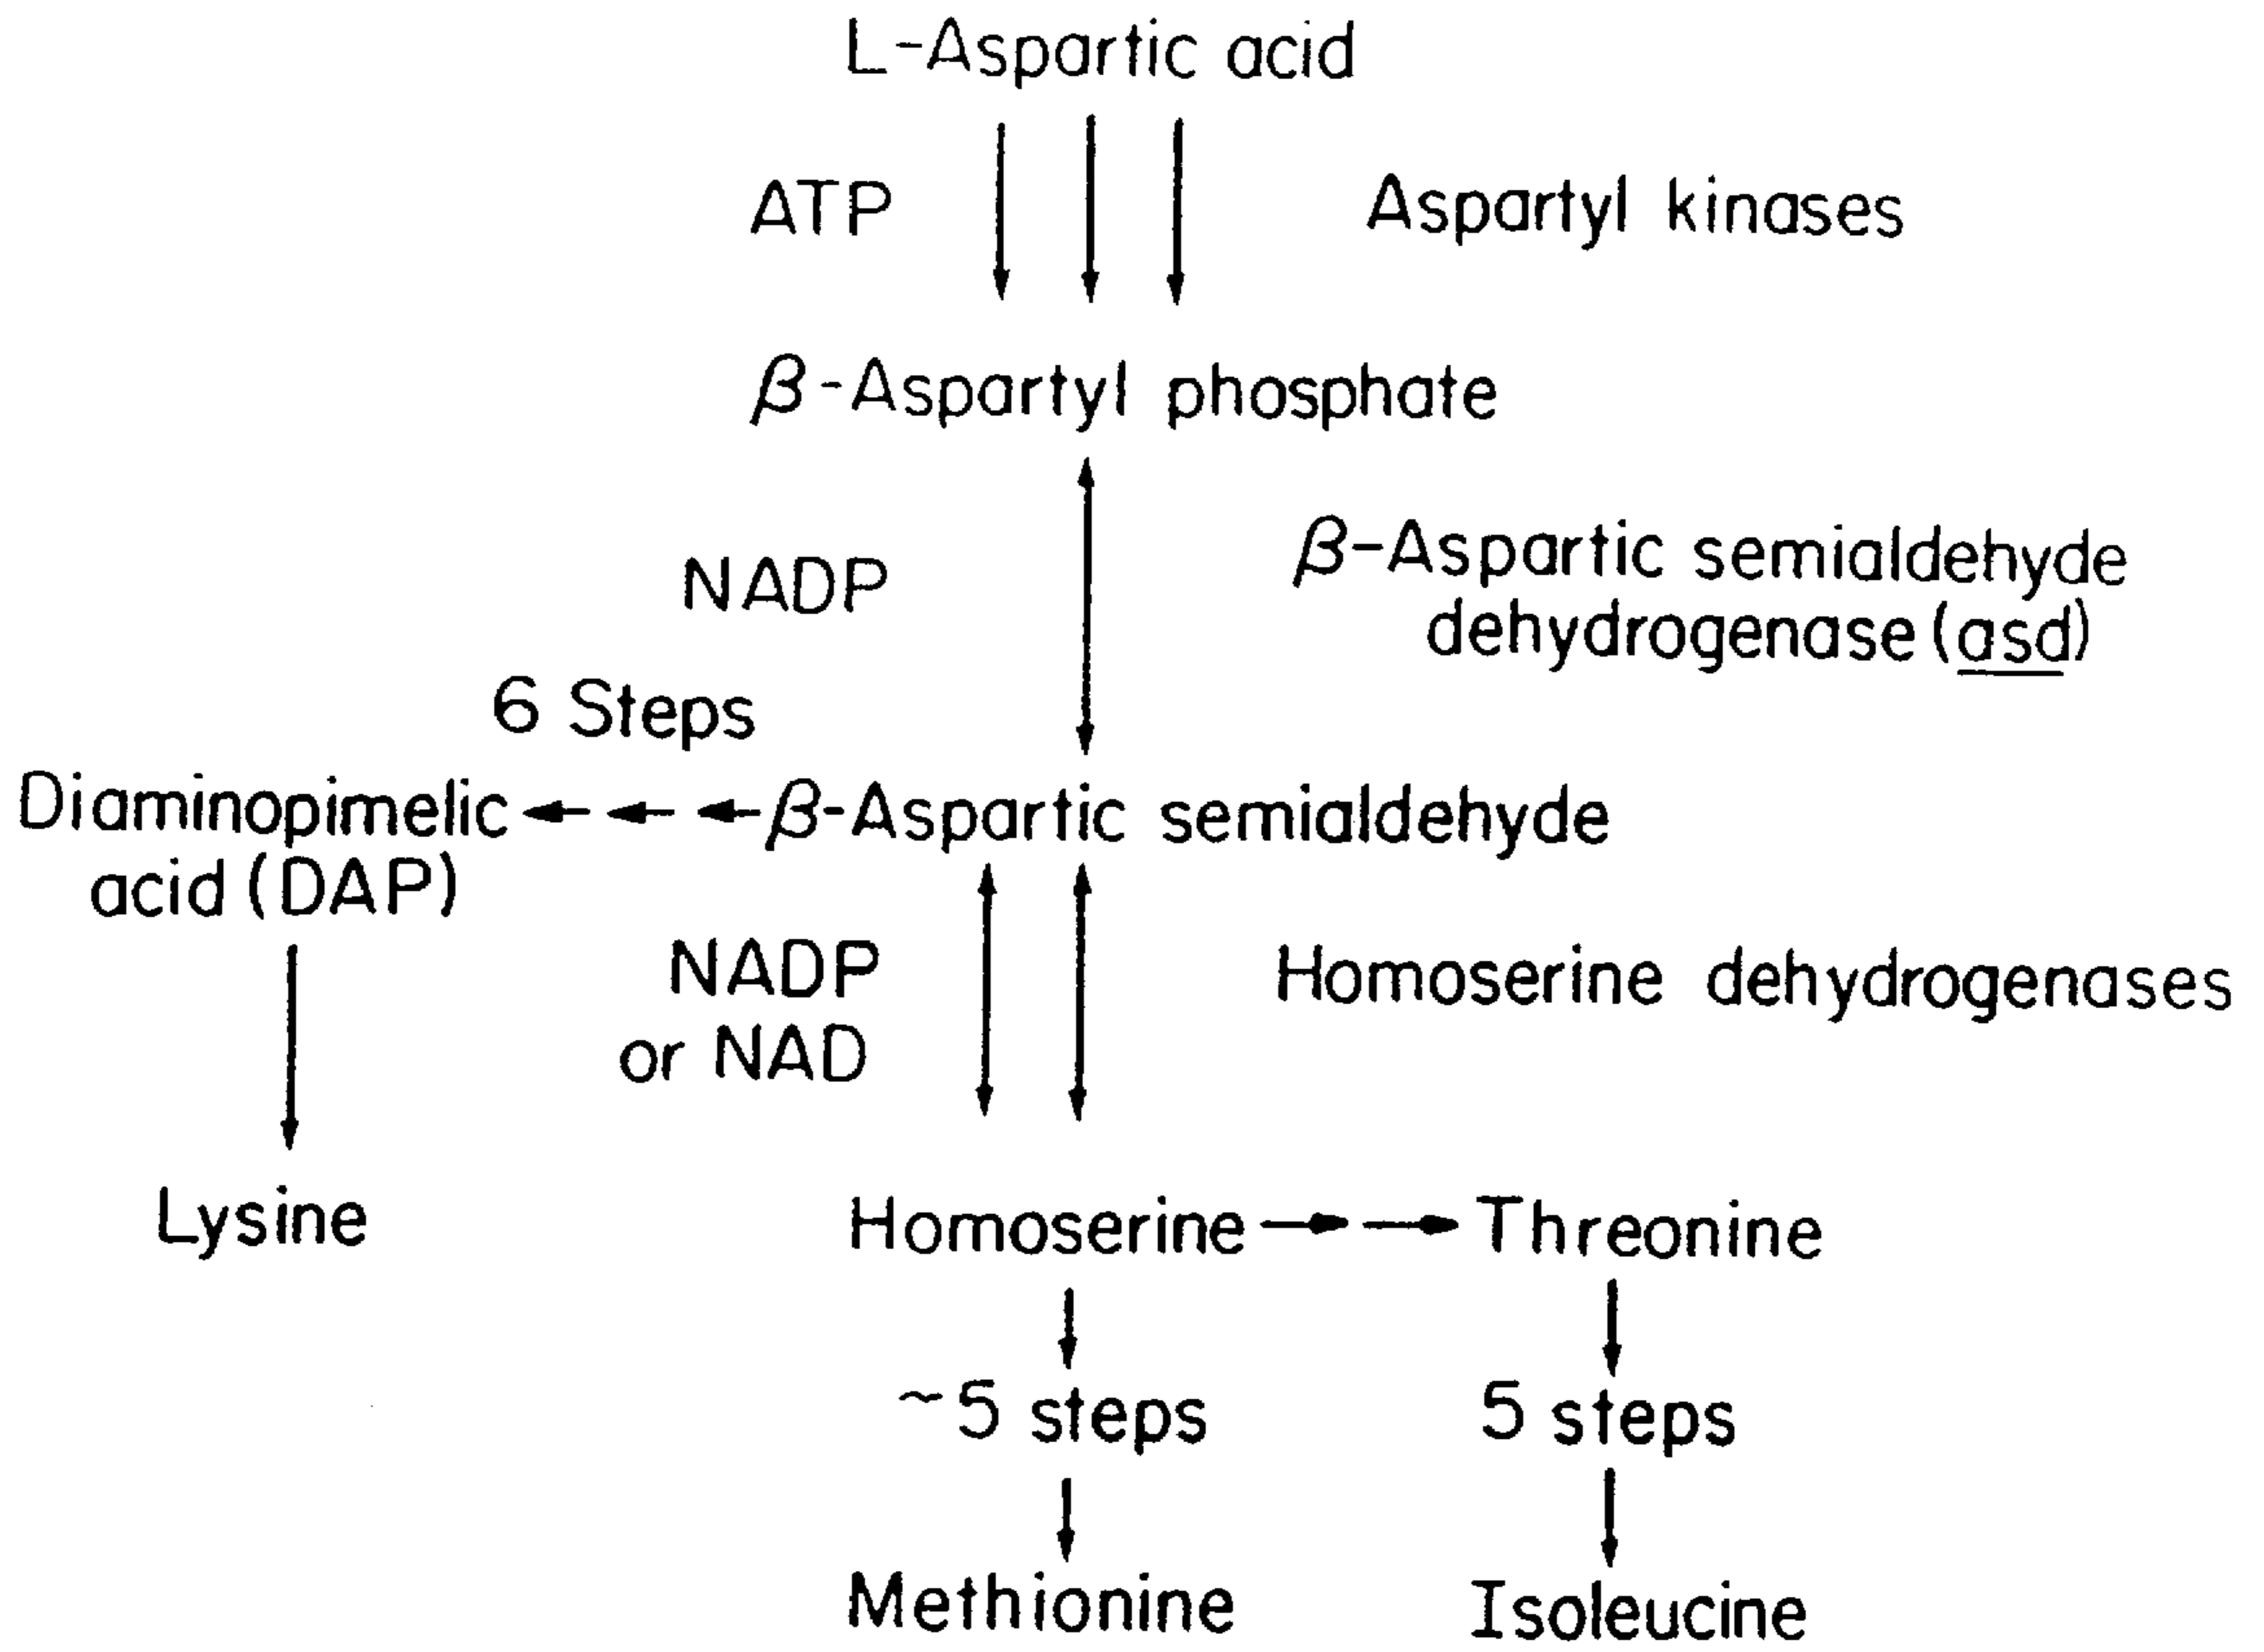 L-Aspartic acid
ATP
Aspartyl kinases
β-Aspartyl phosphate
NADP
β-Aspartic semialdehyde
dehydrogenase (asd)
6 Steps
Diaminopimelic
acid (DAP)
β-Aspartic semialdehyde
NADP
or NAD
Homoserine dehydrogenases
Lysine
Homoserine
Threonine
~5 steps
5 steps
Methionine
Isoleucine